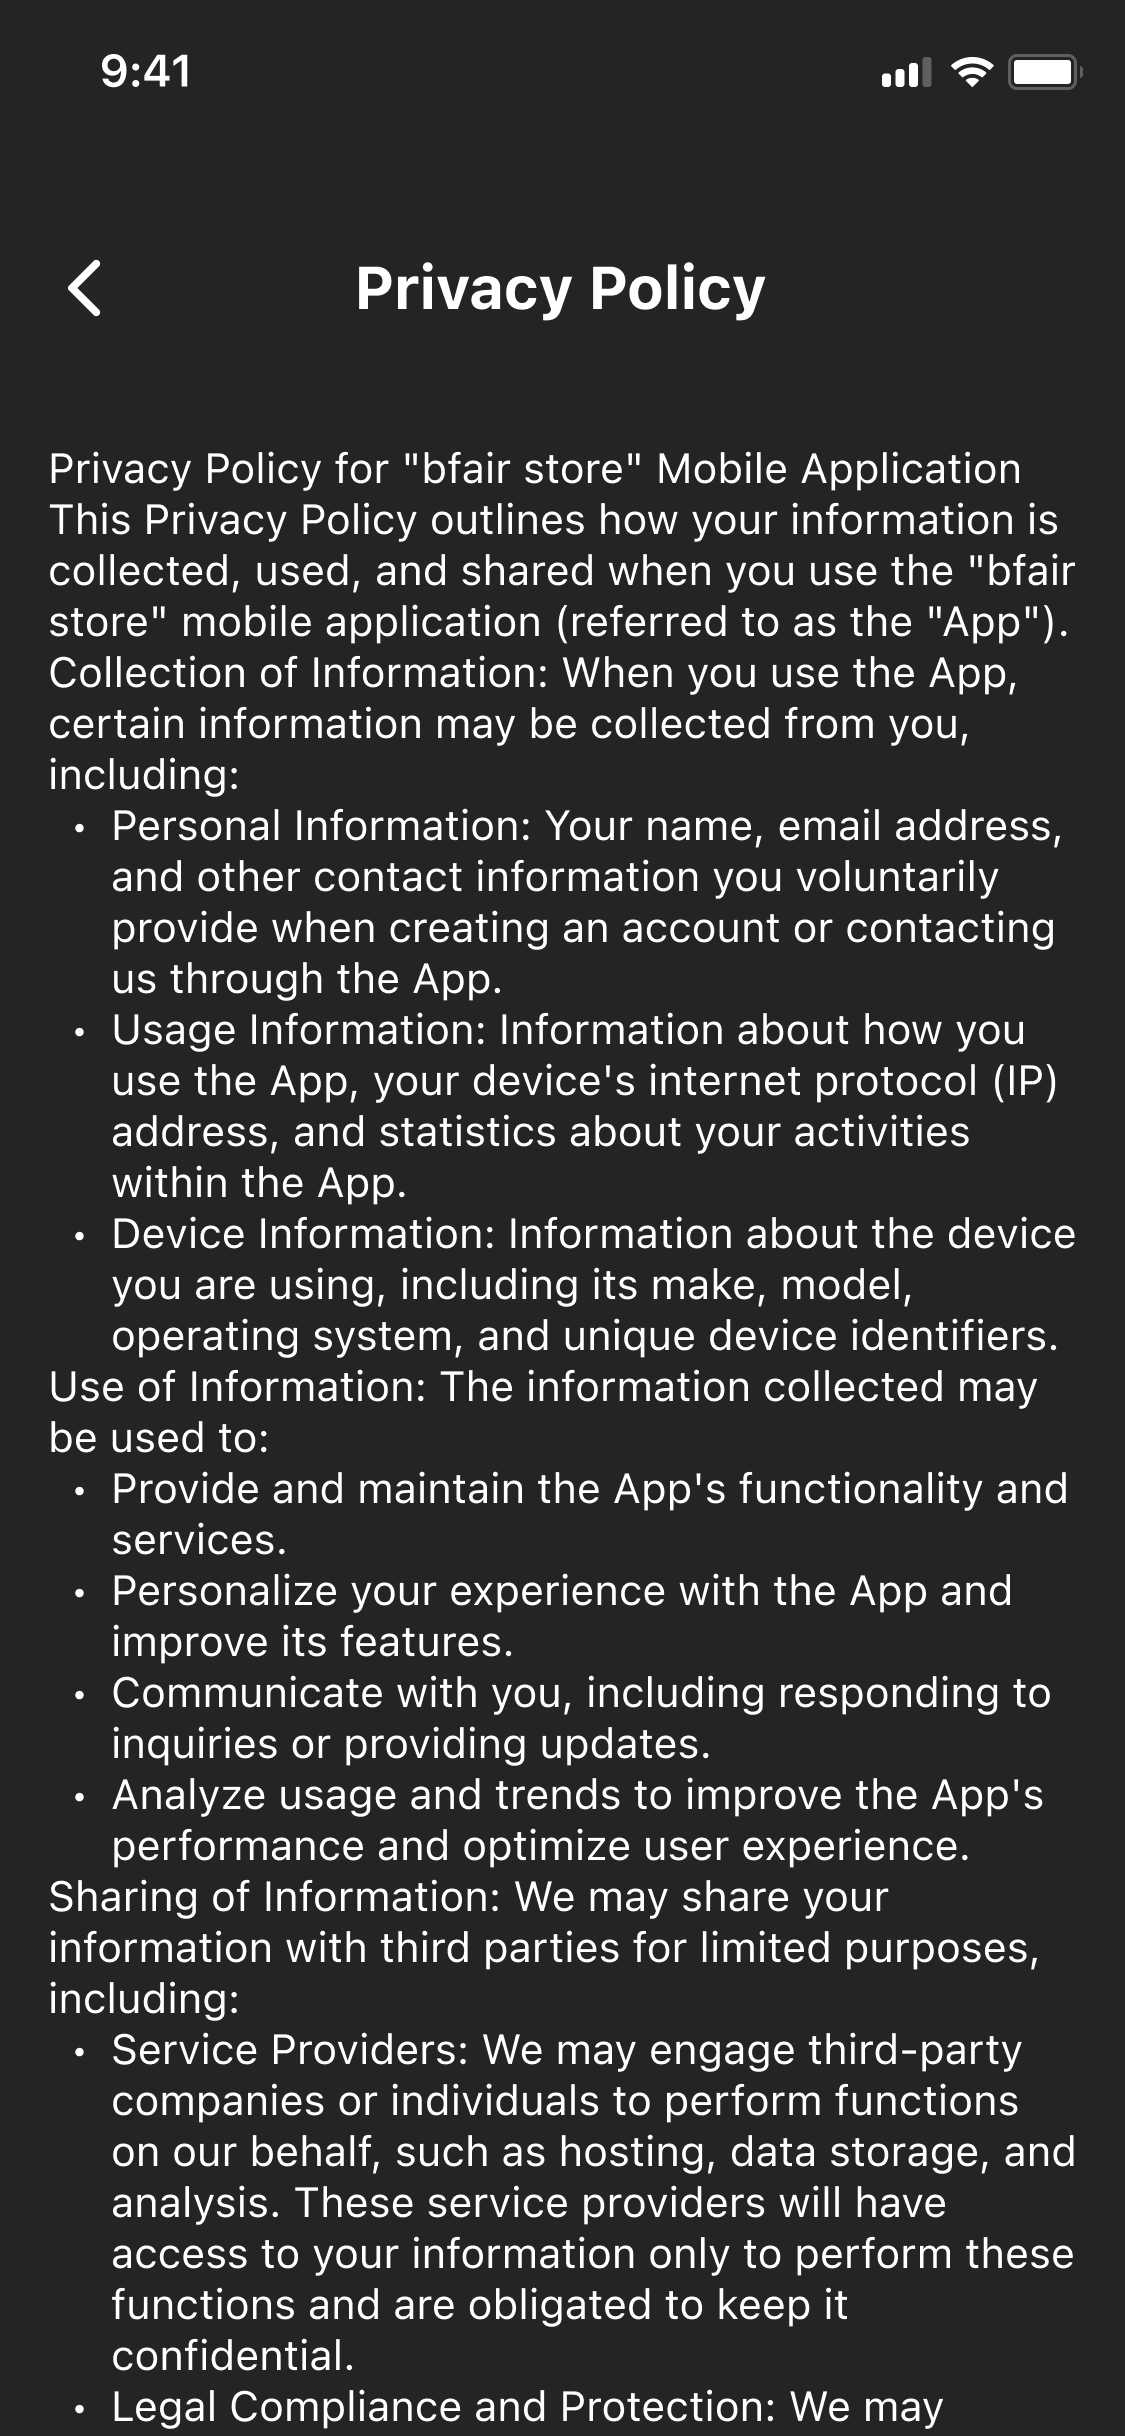 9:41
Privacy Policy
Privacy Policy for "bfair store" Mobile Application
This Privacy Policy outlines how your information is
collected, used, and shared when you use the "bfair
store" mobile application (referred to as the "App").
Collection of Information: When you use the App,
certain information may be collected from you,
including:
• Personal Information: Your name, email address,
and other contact information you voluntarily
provide when creating an account or contacting
us through the App.
• Usage Information: Information about how you
use the App, your device's internet protocol (IP)
address, and statistics about your activities
within the App.
• Device Information: Information about the device
you are using, including its make, model,
operating system, and unique device identifiers.
Use of Information: The information collected may
be used to:
• Provide and maintain the App's functionality and
services.
• Personalize your experience with the App and
improve its features.
• Communicate with you, including responding to
inquiries or providing updates.
• Analyze usage and trends to improve the App's
performance and optimize user experience.
Sharing of Information: We may share your
information with third parties for limited purposes,
including:
• Service Providers: We may engage third-party
companies or individuals to perform functions
on our behalf, such as hosting, data storage, and
analysis. These service providers will have
access to your information only to perform these
functions and are obligated to keep it
confidential.
• Legal Compliance and Protection: We may